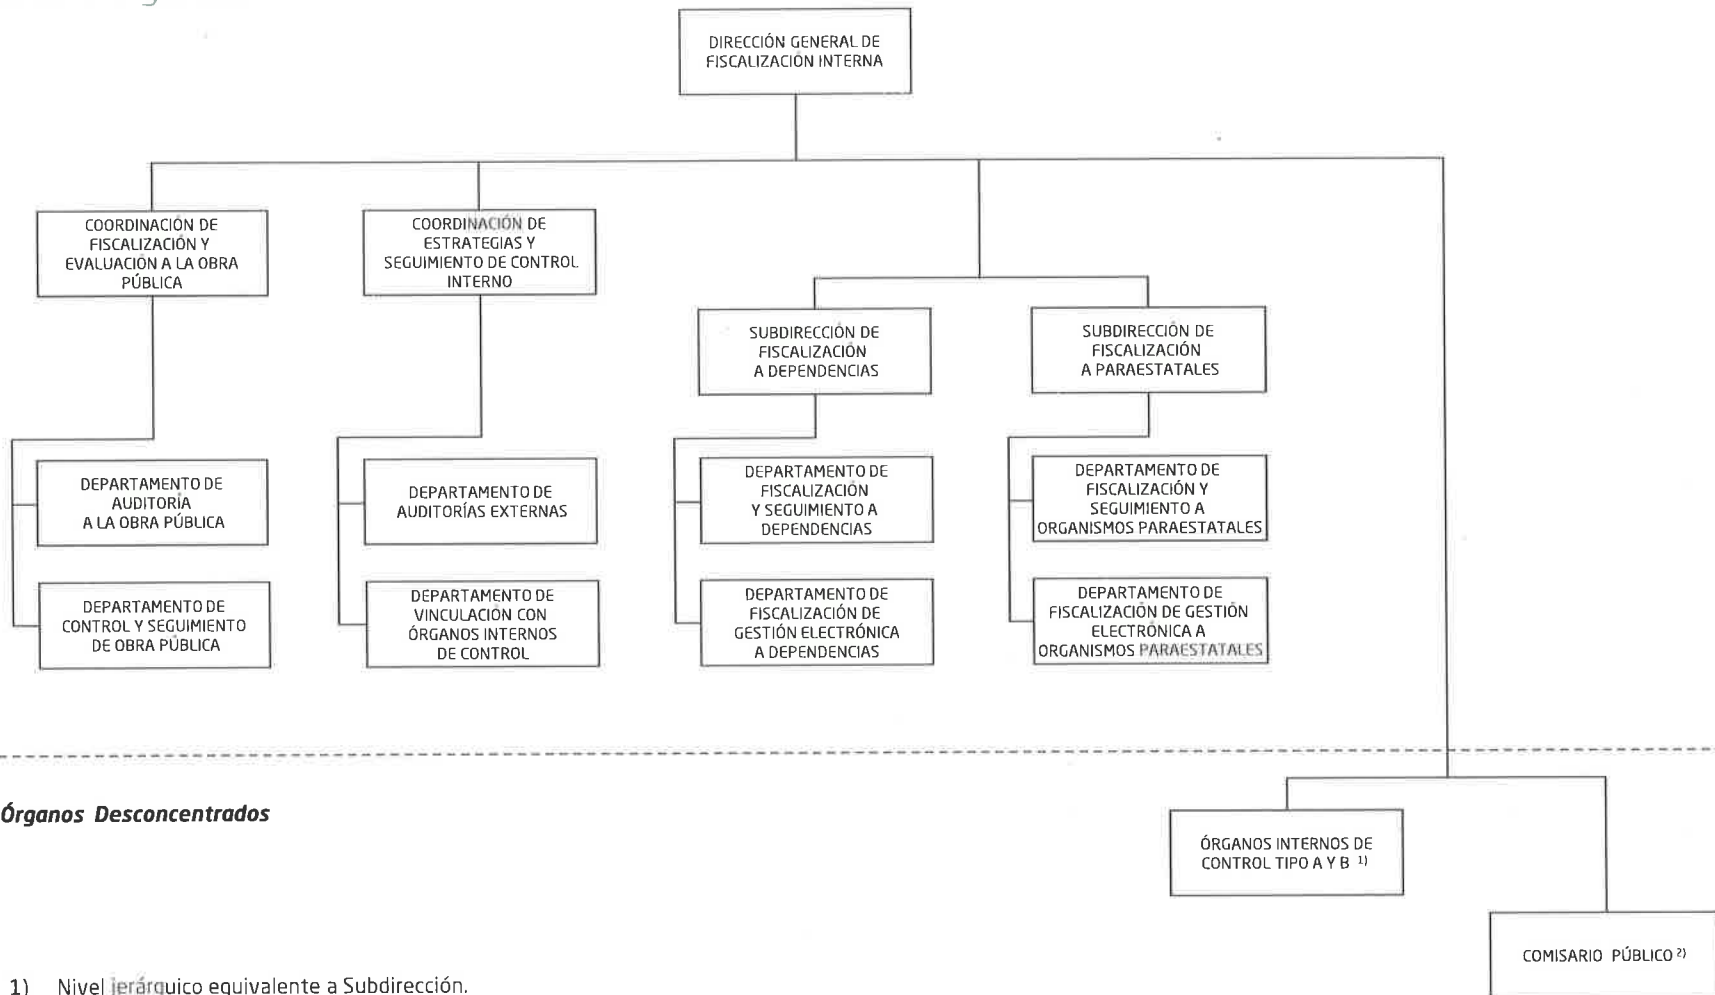 DIRECCIÓN GENERAL DE
FISCALIZACIÓN INTERNA
COORDINACIÓN DE
FISCALIZACIÓN Y
EVALUACIÓN A LA OBRA
PÚBLICA
COORDINACIÓN DE
ESTRATEGIAS Y
SEGUIMIENTO DE CONTROL
INTERNO
SUBDIRECCIÓN DE
FISCALIZACIÓN
A DEPENDENCIAS
SUBDIRECCIÓN DE
FISCALIZACIÓN
A PARAESTATALES
DEPARTAMENTO DE
AUDITORÍA
A LA OBRA PÚBLICA
DEPARTAMENTO DE
AUDITORÍAS EXTERNAS
DEPARTAMENTO DE
FISCALIZACIÓN
Y SEGUIMIENTO A
DEPENDENCIAS
DEPARTAMENTO DE
FISCALIZACIÓN Y
SEGUIMIENTO A
ORGANISMOS PARAESTATALES
DEPARTAMENTO DE
CONTROL Y SEGUIMIENTO
DE OBRA PÚBLICA
DEPARTAMENTO DE
VINCULACIÓN CON
ÓRGANOS INTERNOS
DE CONTROL
DEPARTAMENTO DE
FISCALIZACIÓN DE
GESTIÓN ELECTRÓNICA
A DEPENDENCIAS
DEPARTAMENTO DE
FISCALIZACIÓN DE GESTIÓN
ELECTRÓNICA A
ORGANISMOS PARAESTATALES
Órganos Desconcentrados
ÓRGANOS INTERNOS DE
CONTROL TIPO A Y B 1)
COMISARIO PÚBLICO 2)
1) Nivel jerárquico equivalente a Subdirección.